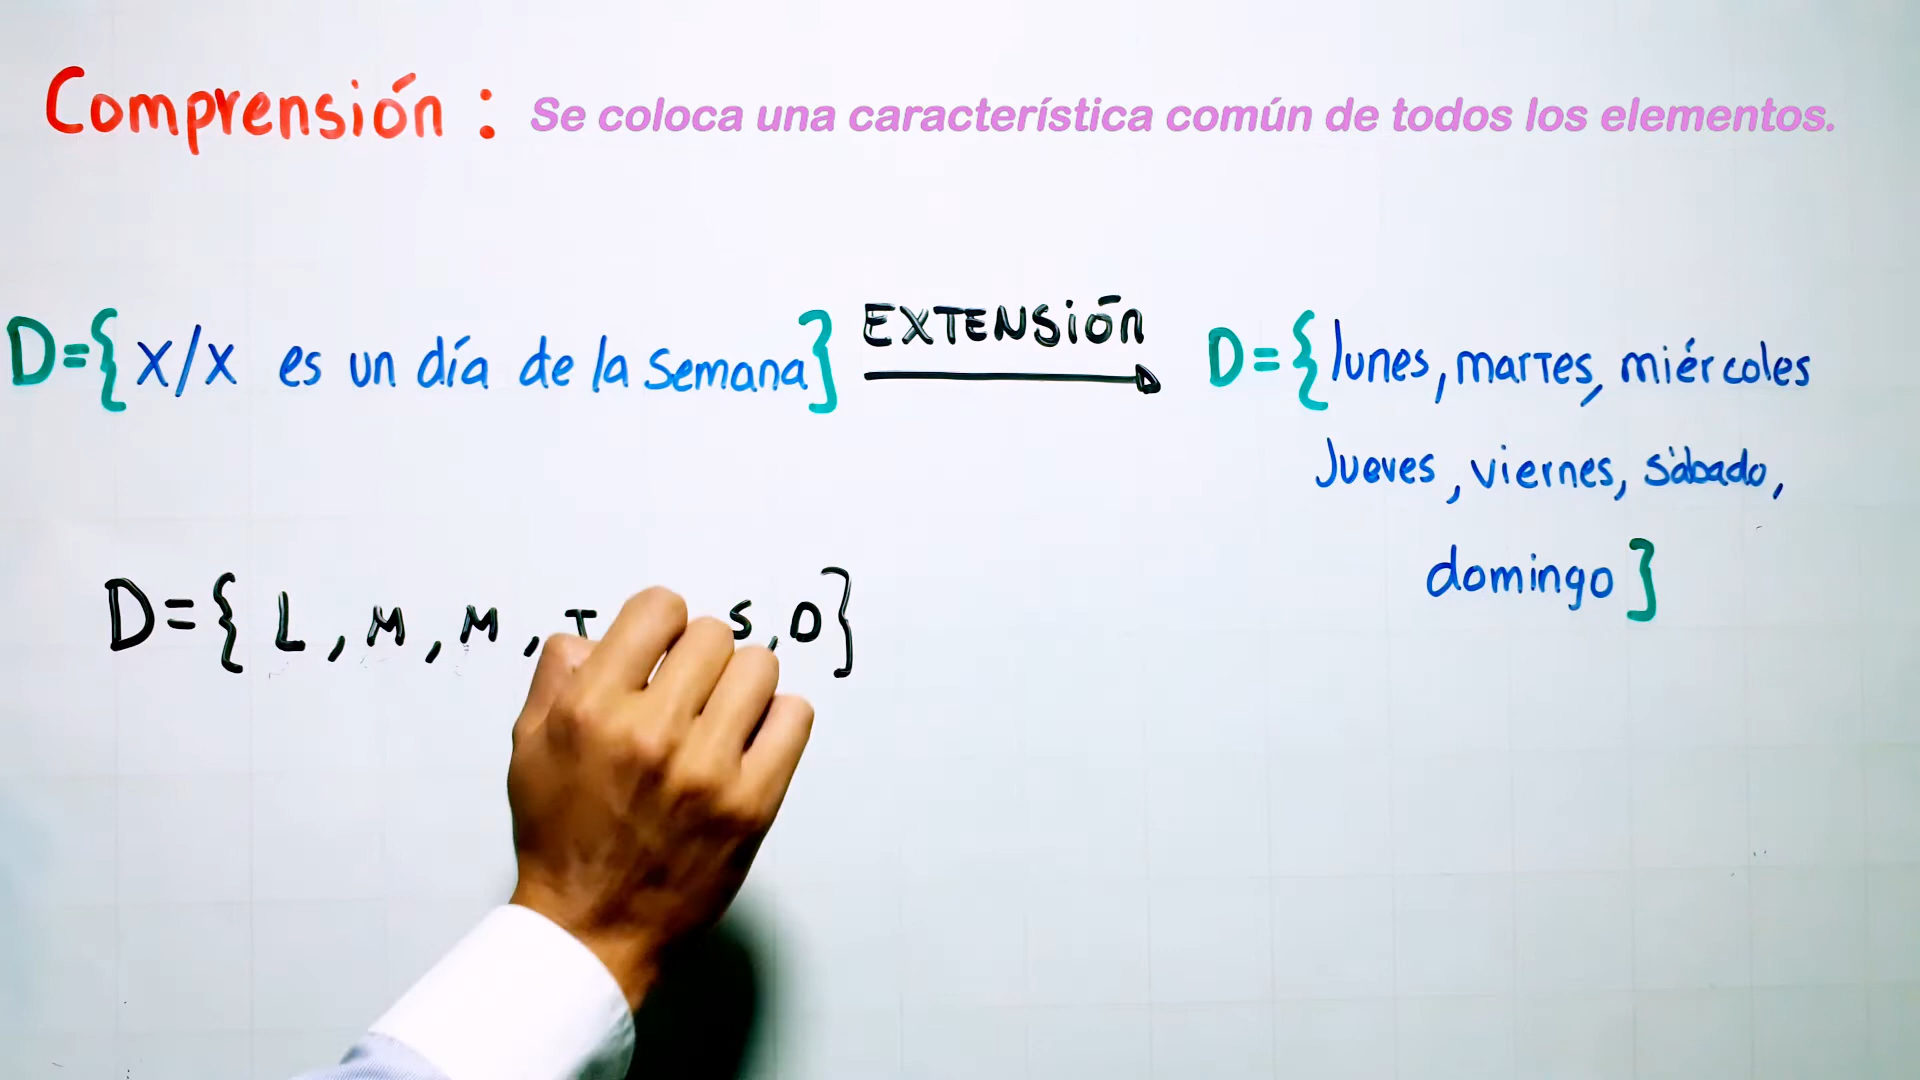 Comprensión : Se coloca una característica común de todos los elementos.
D={ x/x es un día de la semana} EXTENSión D={lunes, martes, miércoles
Jueves, viernes, sábado,
domingo}
D={ L, M, M, S, D}